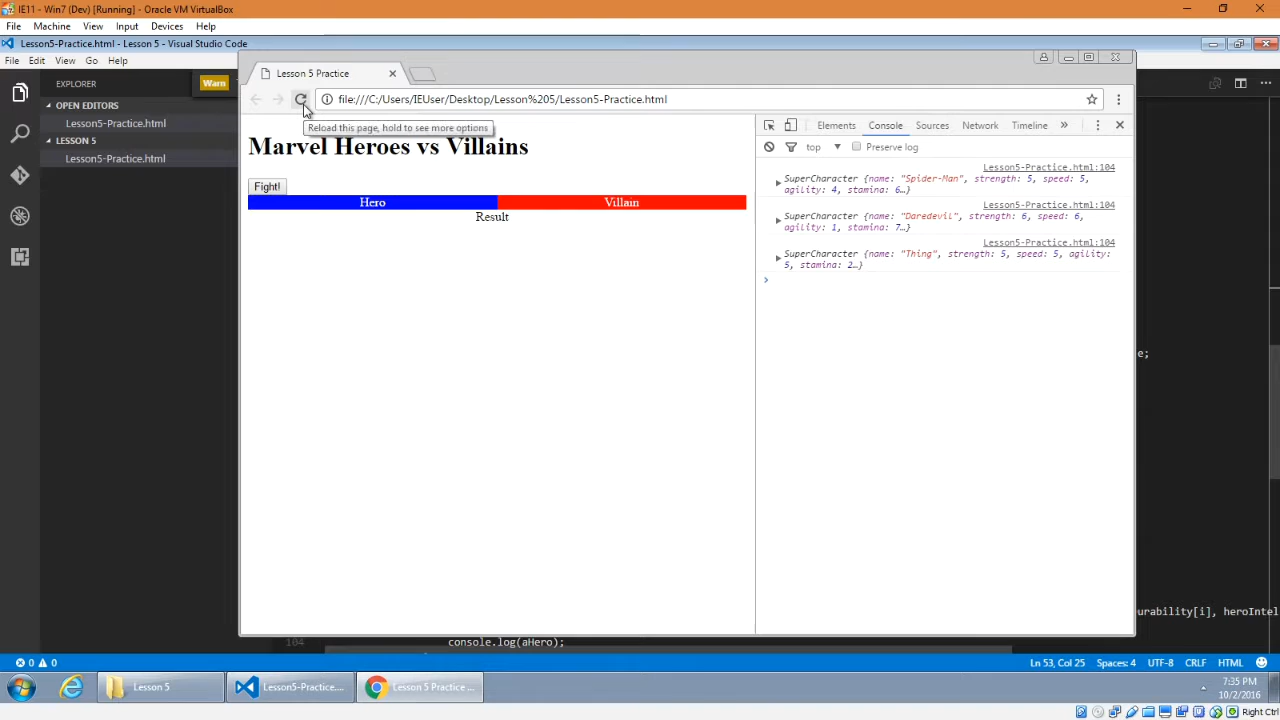 IE11 - Win7 (Dev) [Running] - Oracle VM VirtualBox
File Machine View Input Devices Help
Lesson5-Practice.html - Lesson 5 - Visual Studio Code
File Edit View Go Help
Lesson 5 Practice
EXPLORER
Warn
OPEN EDITORS
Lesson5-Practice.html
LESSON 5
Lesson5-Practice.html
file:///C:/Users/IEUser/Desktop/Lesson%205/Lesson5-Practice.html
Reload this page, hold to see more options
Marvel Heroes vs Villains
Fight!
Hero Villain
Result
Elements Console Sources Network Timeline »
top Preserve log
Lesson5-Practice.html:104
SuperCharacter {name: "Spider-Man", strength: 5, speed: 5,
agility: 4, stamina: 6…}
Lesson5-Practice.html:104
SuperCharacter {name: "Daredevil", strength: 6, speed: 6,
agility: 1, stamina: 7…}
Lesson5-Practice.html:104
SuperCharacter {name: "Thing", strength: 5, speed: 5, agility:
5, stamina: 2…}
>
e;
urability[i], heroIntel
104 console.log(aHero);
0 0
Ln 53, Col 25 Spaces: 4 UTF-8 CRLF HTML
Lesson 5 Lesson5-Practice.... Lesson 5 Practice ...
7:35 PM
10/2/2016
Right Ctrl